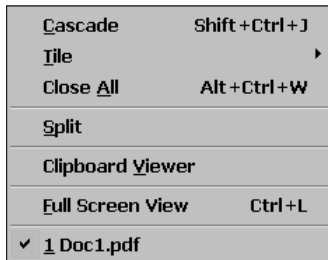 Cascade Shift+Ctrl+J
Tile
Close All Alt+Ctrl+W
Split
Clipboard Viewer
Full Screen View Ctrl+L
1 Doc1.pdf